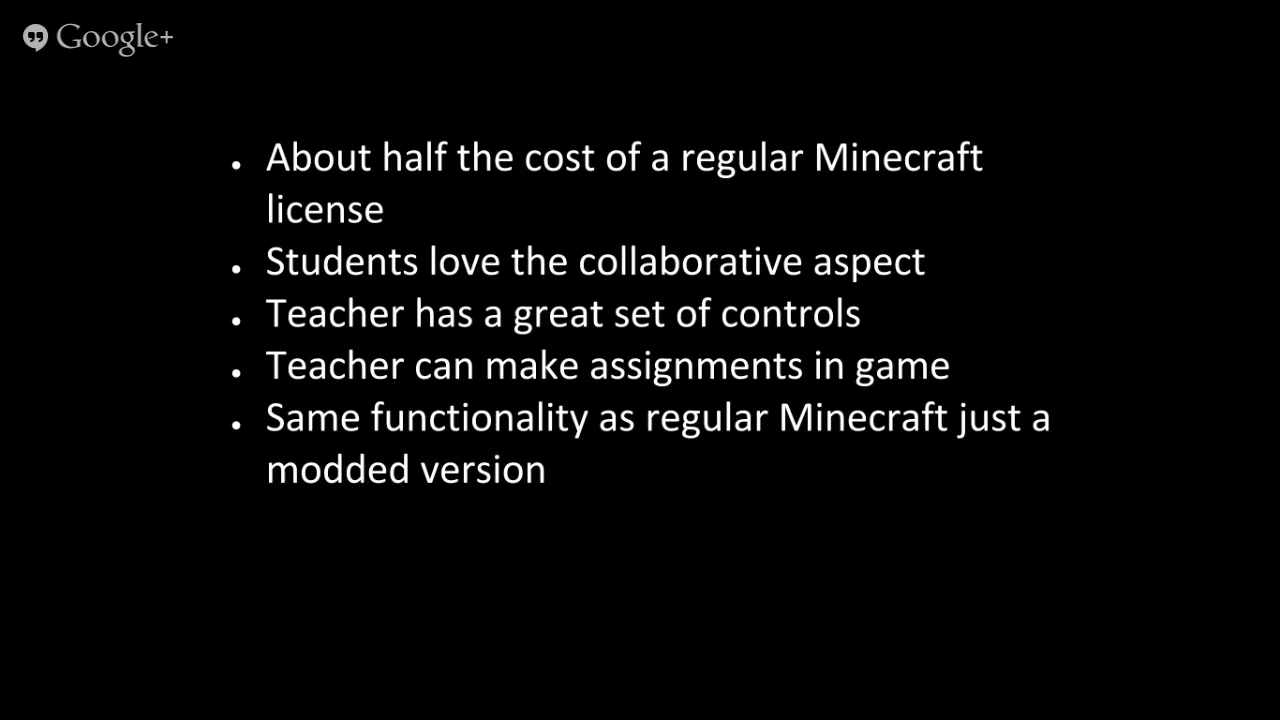 Google+
• About half the cost of a regular Minecraft
license
• Students love the collaborative aspect
• Teacher has a great set of controls
• Teacher can make assignments in game
• Same functionality as regular Minecraft just a
modded version